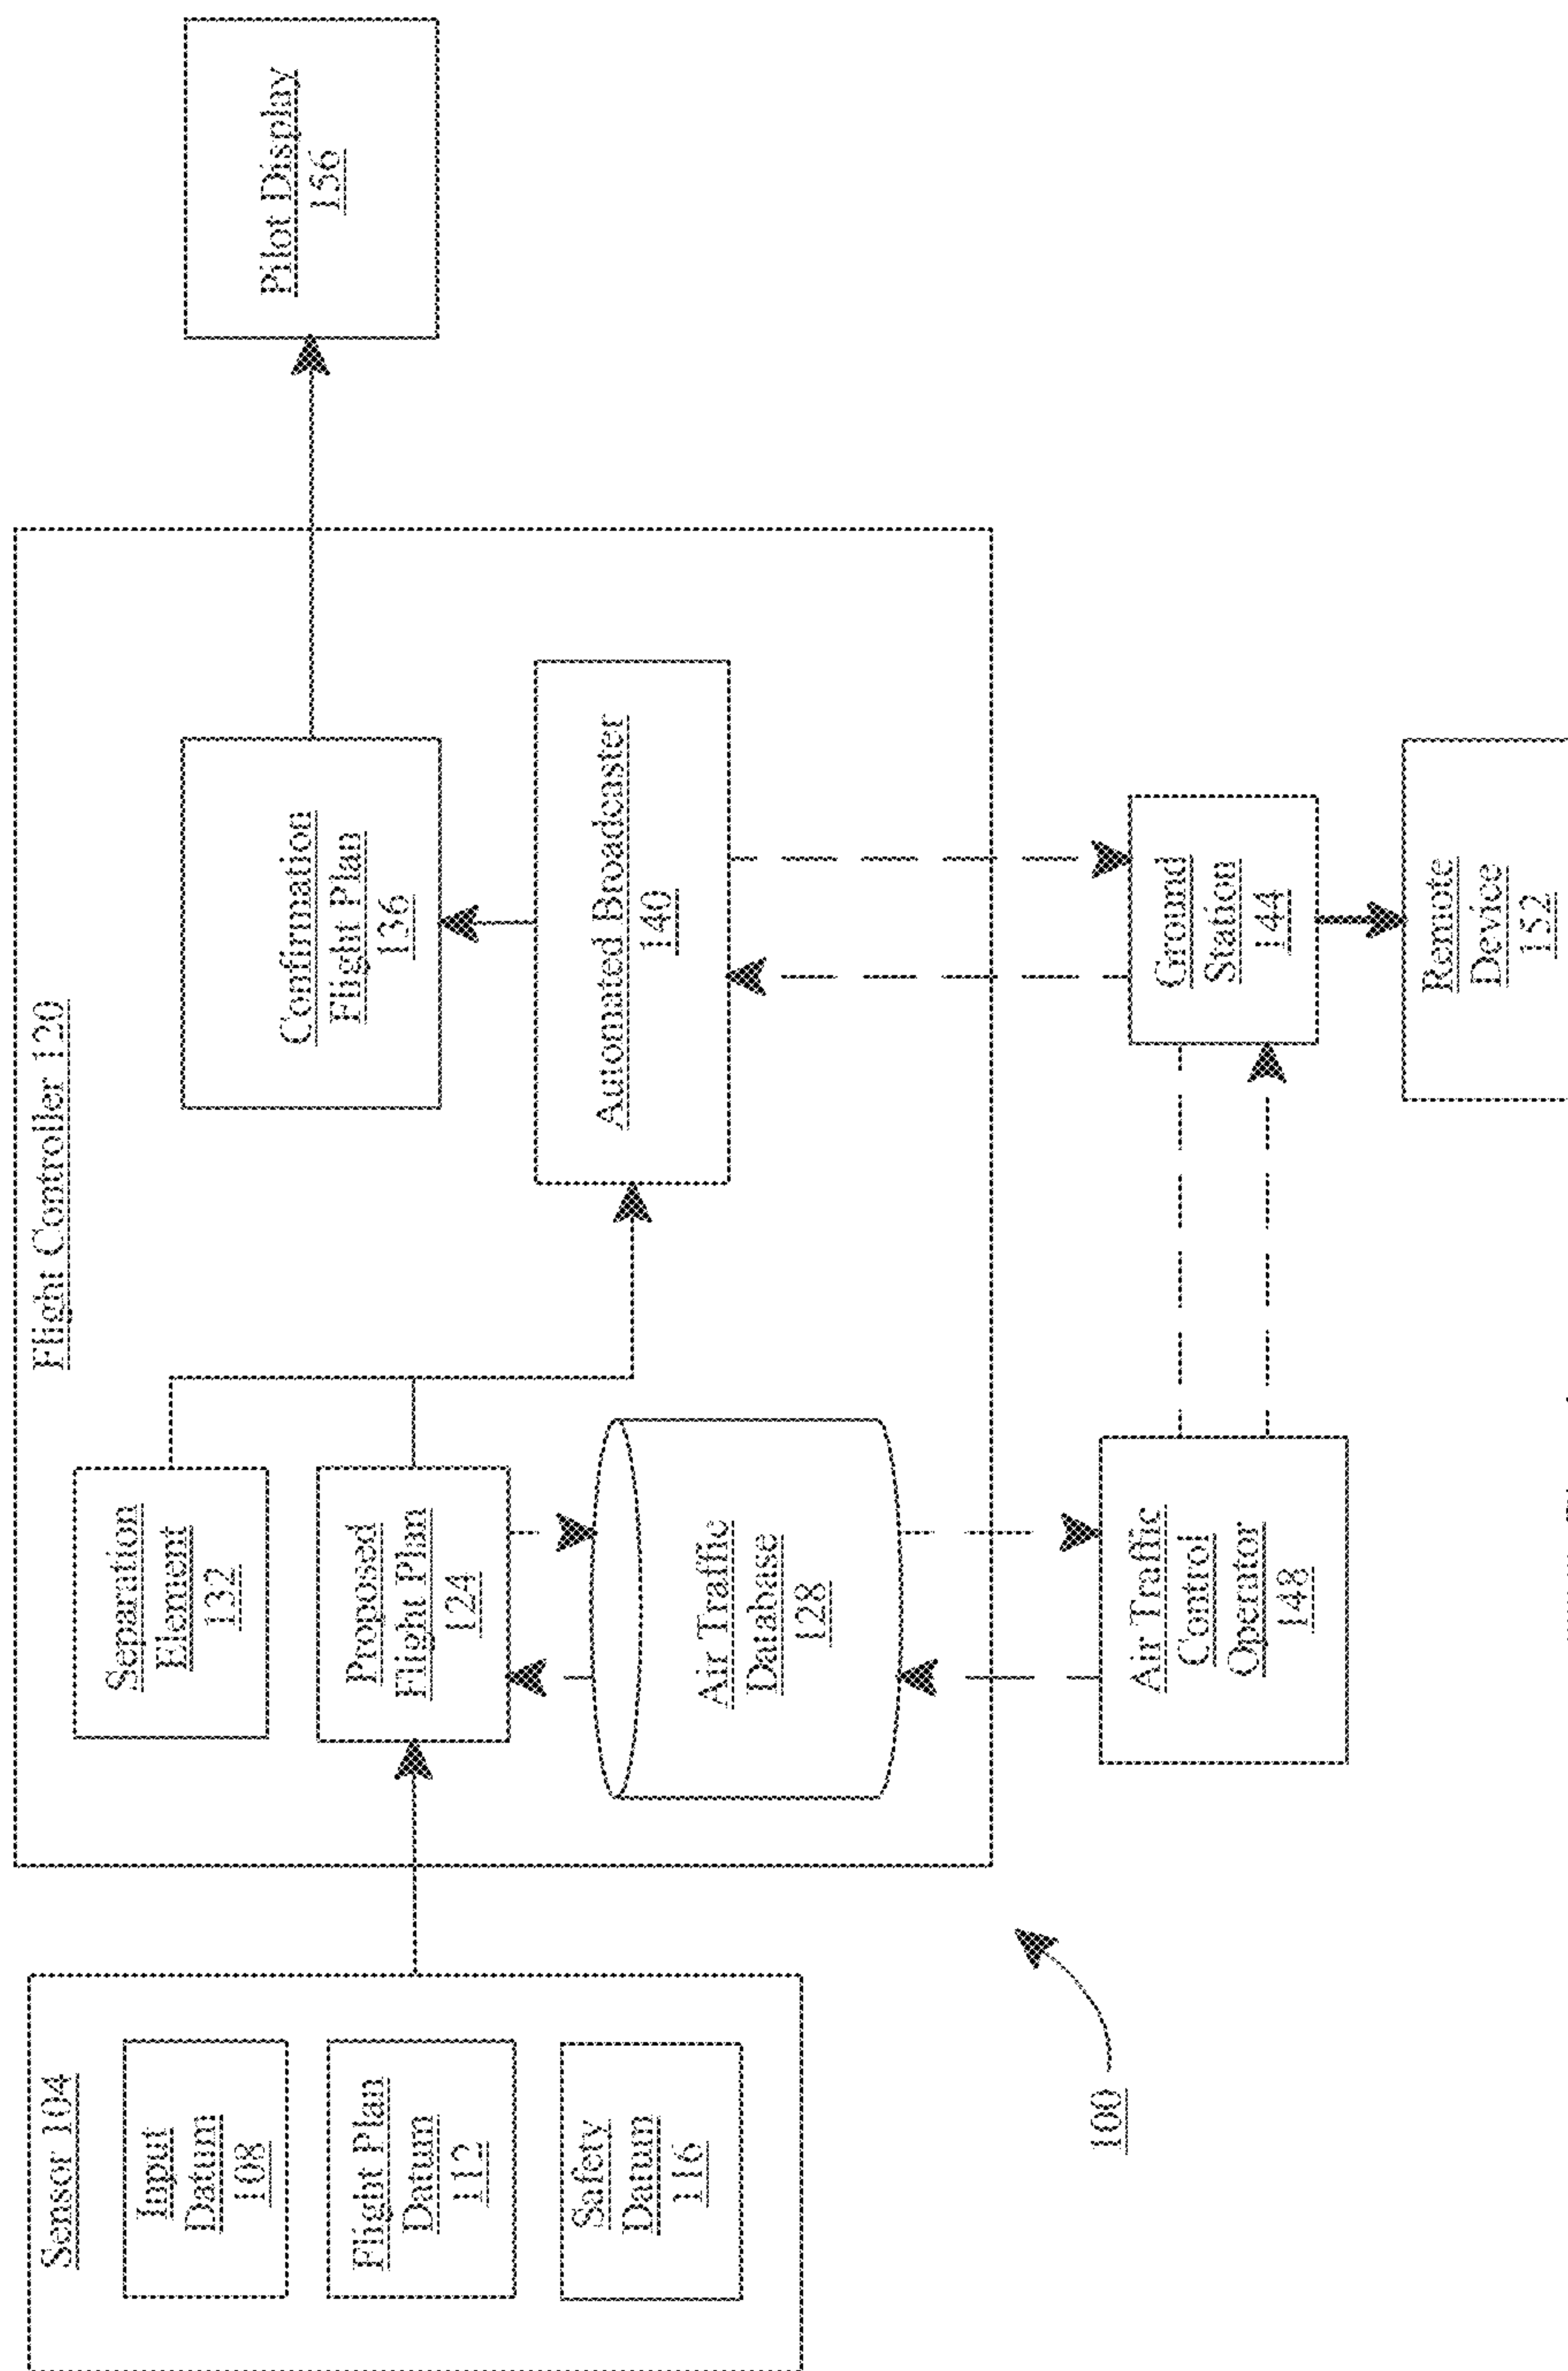 Sensor 104
Input
Datum
108
Flight Plan
Datum
112
Safety
Datum
116
Flight Controller 120
Separation
Element
132
Proposed
Flight Plan
124
Air Traffic
Database
128
Confirmation
Flight Plan
136
Automated Broadcaster
140
Pilot Display
156
Air Traffic
Control
Operator
148
Ground
Station
144
Remote
Device
152
100